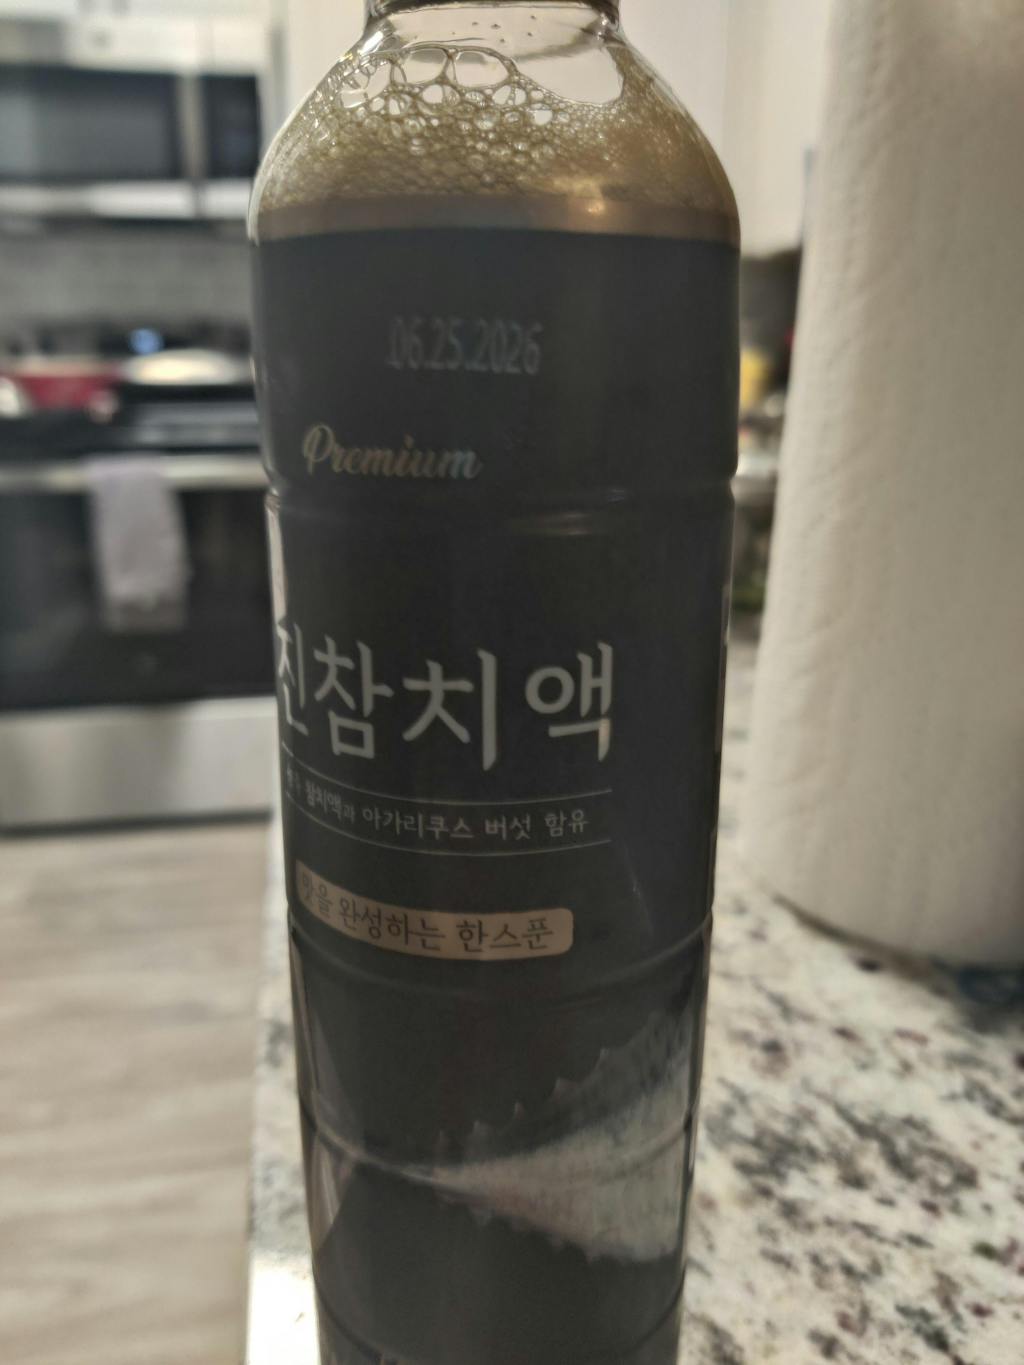 06.25.2026
Premium
진참치액
참치액과 아가리쿠스 버섯 함유
맛을 완성하는 한스푼